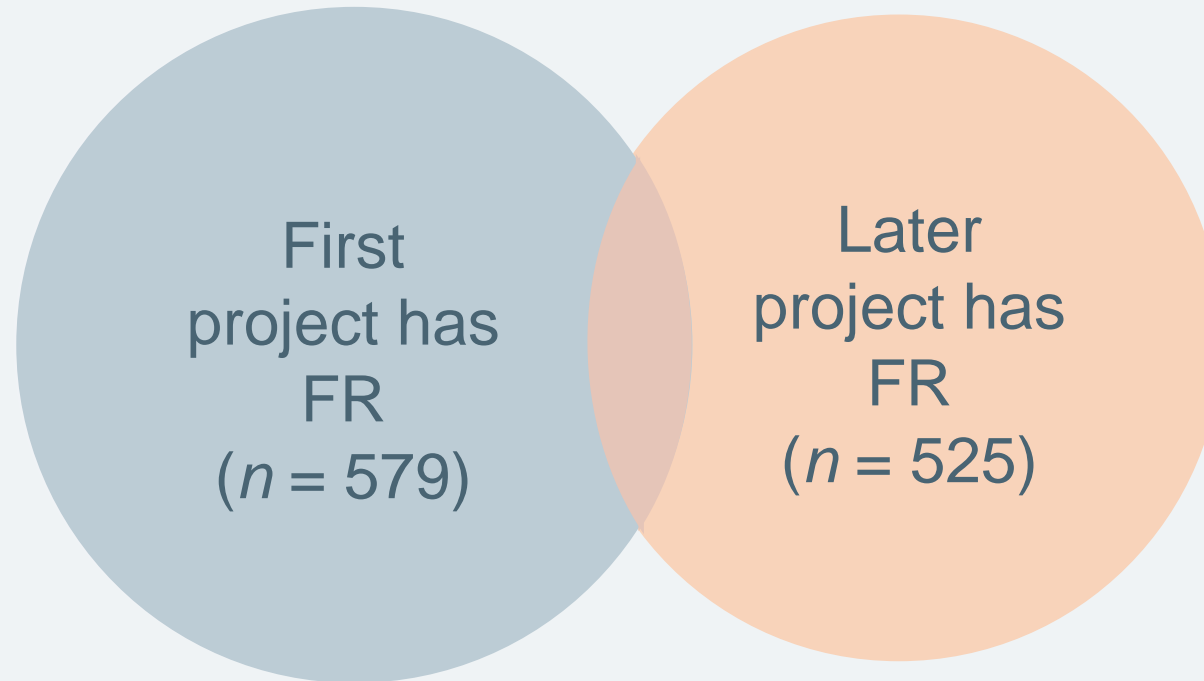 First
project has
FR
(n = 579)
Later
project has
FR
(n = 525)